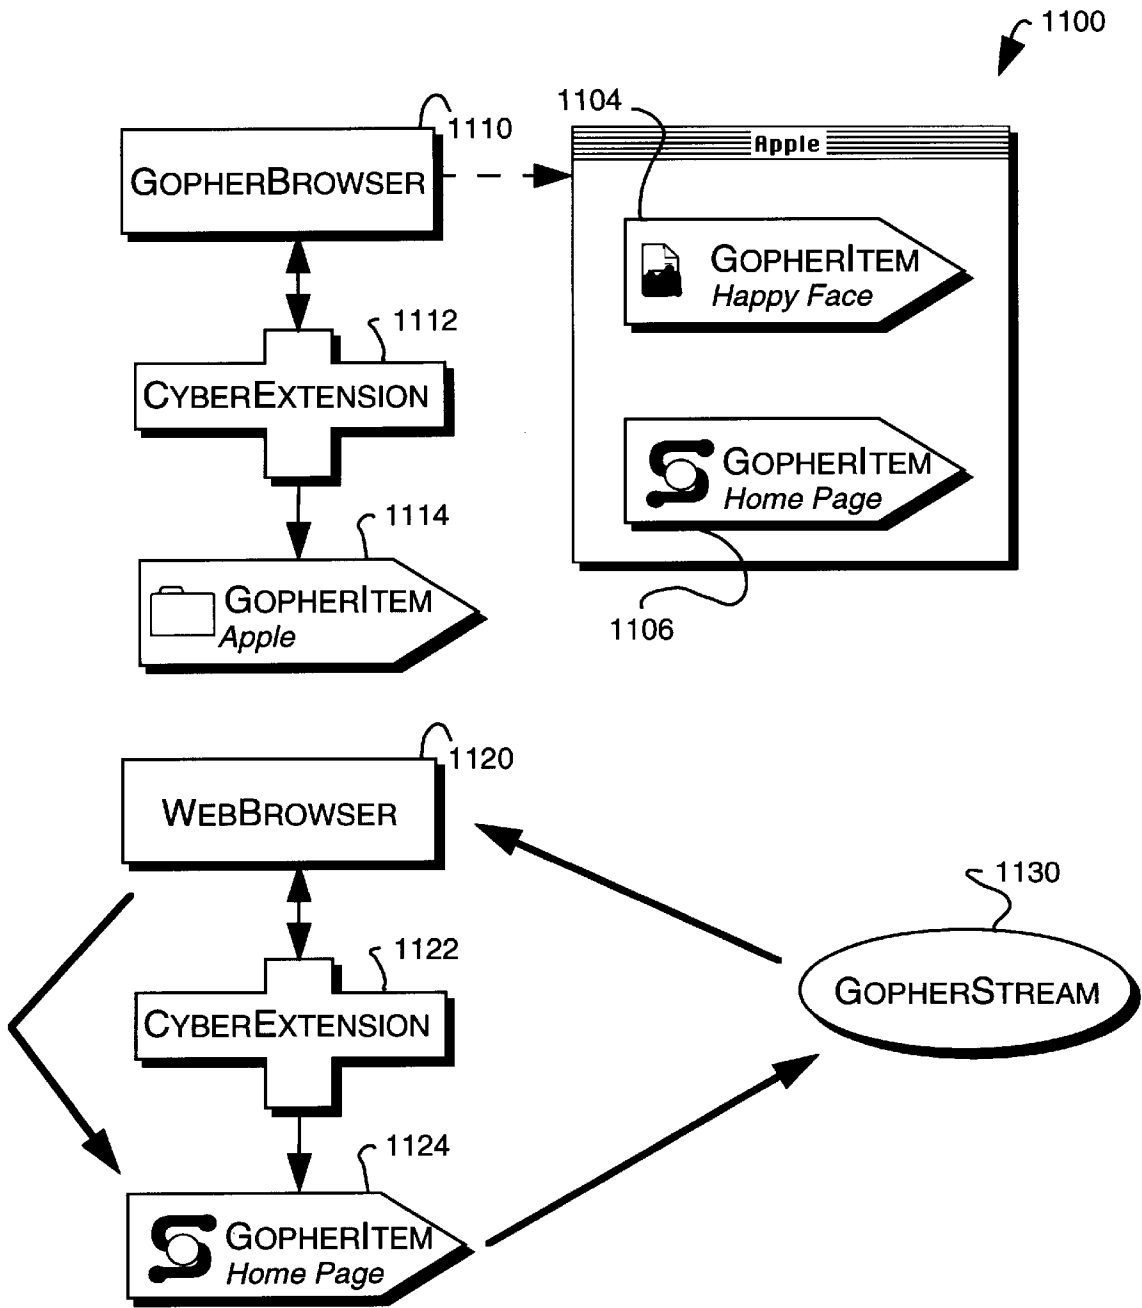 1100
1104
1110
Apple
GOPHERBROWSER
GOPHERITEM
Happy Face
1112
CYBEREXTENSION
GOPHERITEM
Home Page
1114
GOPHERITEM
Apple
1106
1120
WEBBROWSER
1130
1122
GOPHERSTREAM
CYBEREXTENSION
1124
GOPHERITEM
Home Page